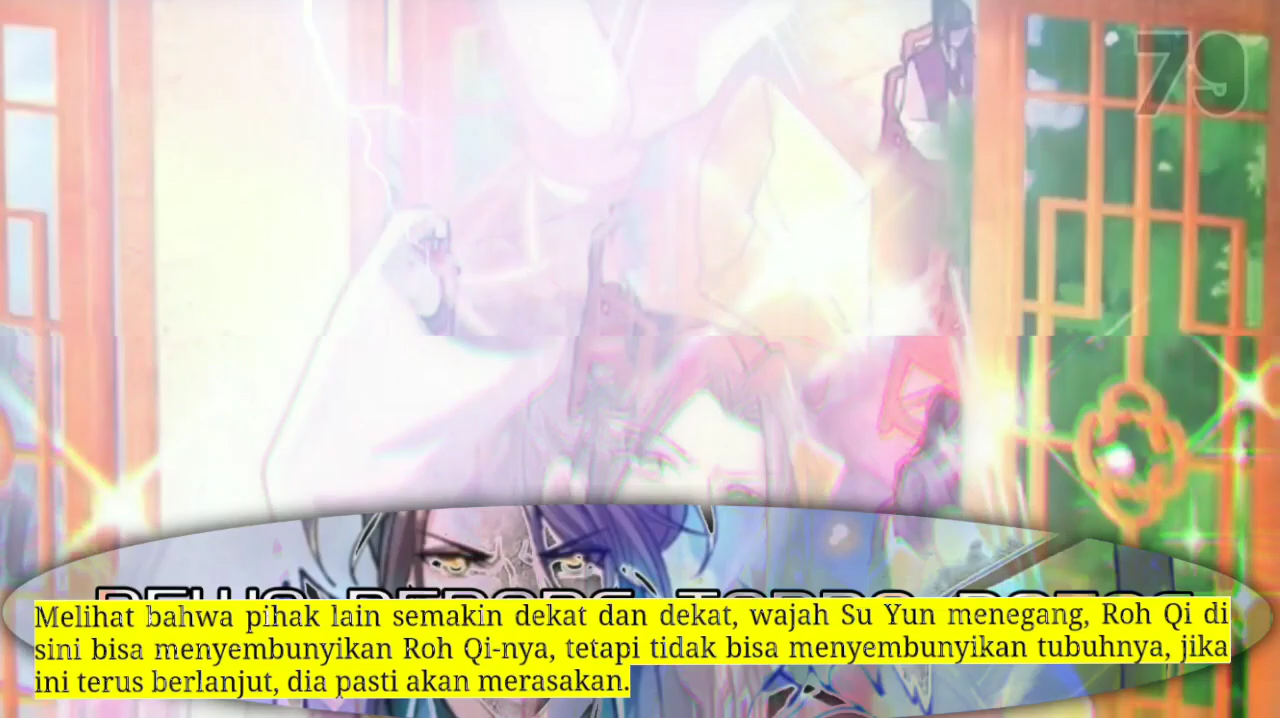 79
Melihat bahwa pihak lain semakin dekat dan dekat, wajah Su Yun menegang, Roh Qi di
sini bisa menyembunyikan Roh Qi-nya, tetapi tidak bisa menyembunyikan tubuhnya, jika
ini terus berlanjut, dia pasti akan merasakan.